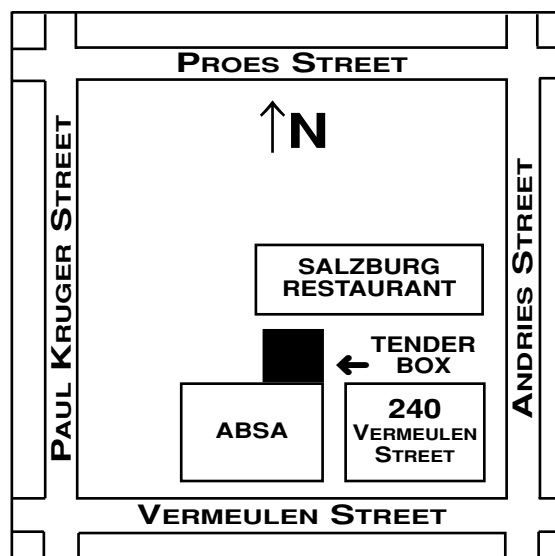 PROES STREET
N
PAUL KRUGER STREET
ANDRIES STREET
SALZBURG
RESTAURANT
TENDER
BOX
ABSA
240
VERMEULEN
STREET
VERMEULEN STREET